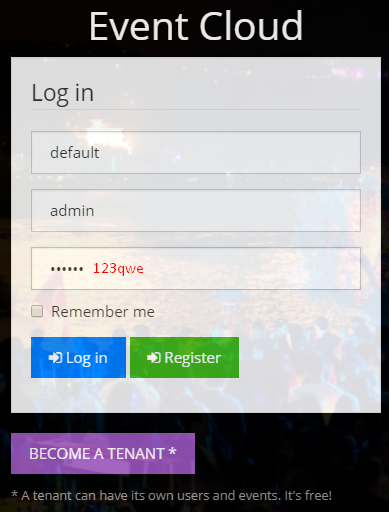 Event Cloud
Log in
default
admin
•••••• 123qwe
Remember me
Log in Register
BECOME A TENANT *
* A tenant can have its own users and events. It's free!